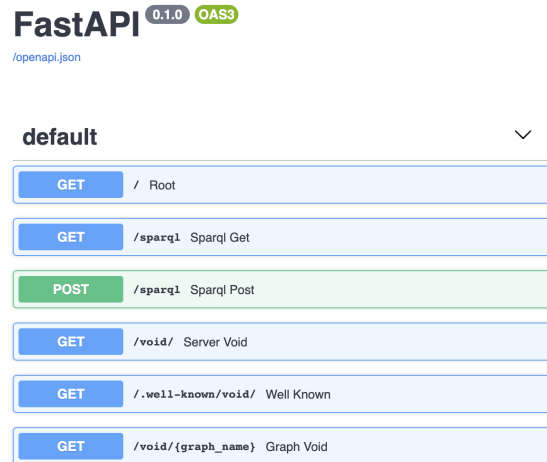 FastAPI 0.1.0 OAS3
/openapi.json
default
GET / Root
GET /sparql Sparql Get
POST /sparql Sparql Post
GET /void/ Server Void
GET /.well-known/void/ Well Known
GET /void/{graph_name} Graph Void